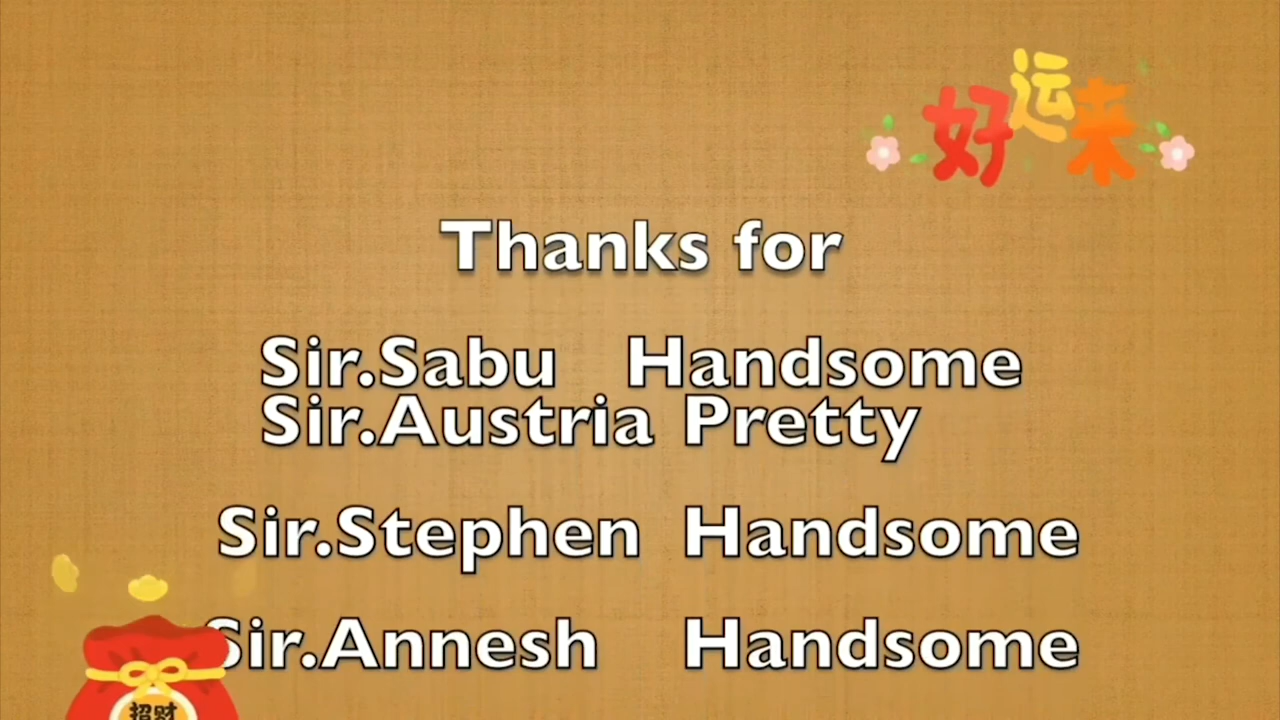 好运来
Thanks for
Sir.Sabu Handsome
Sir.Austria Pretty
Sir.Stephen Handsome
Sir.Annesh Handsome
招财